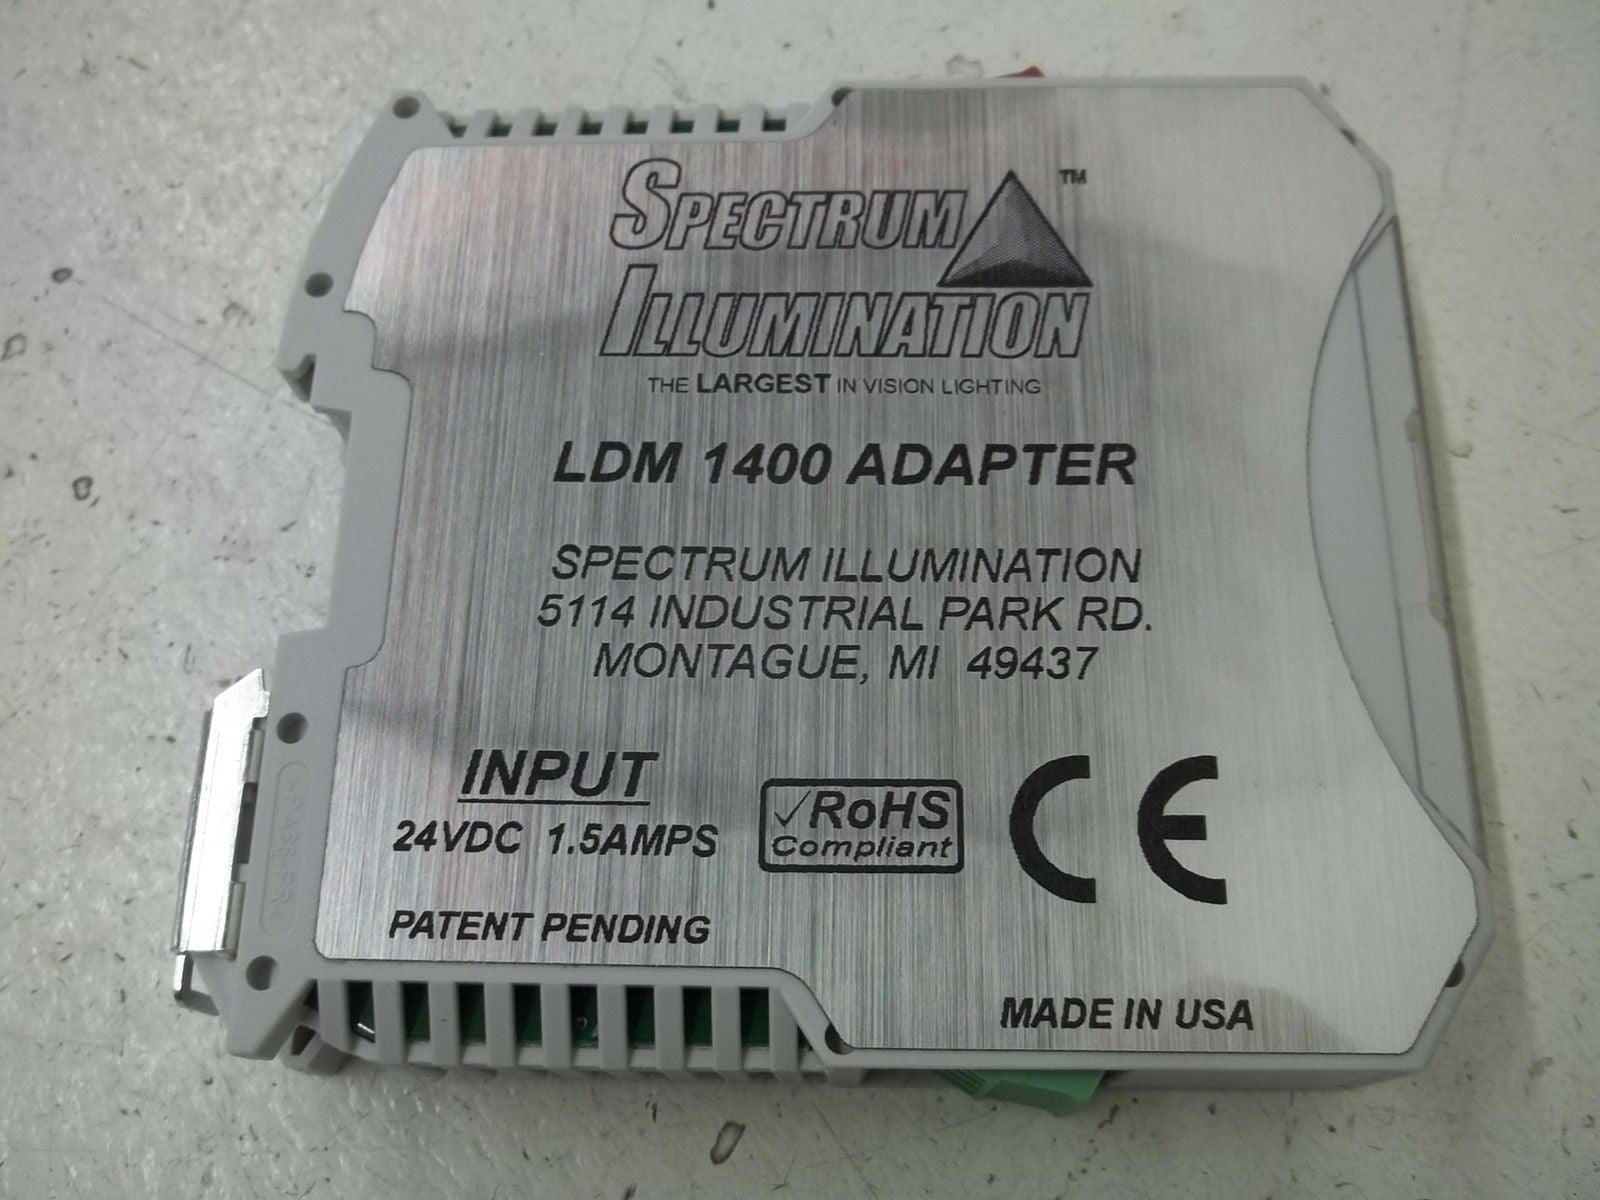 SPECTRUM ™
ILLUMINATION
THE LARGEST IN VISION LIGHTING
LDM 1400 ADAPTER
SPECTRUM ILLUMINATION
5114 INDUSTRIAL PARK RD.
MONTAGUE, MI 49437
INPUT
24VDC 1.5AMPS
✓RoHS
Compliant
CE
PATENT PENDING
MADE IN USA